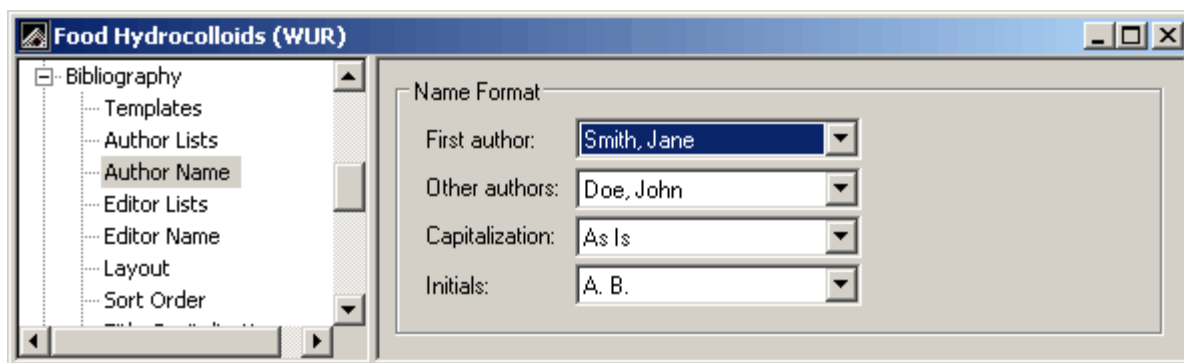 Food Hydrocolloids (WUR)
Bibliography
Templates
Author Lists
Author Name
Editor Lists
Editor Name
Layout
Sort Order
Name Format
First author: Smith, Jane
Other authors: Doe, John
Capitalization: As Is
Initials: A. B.